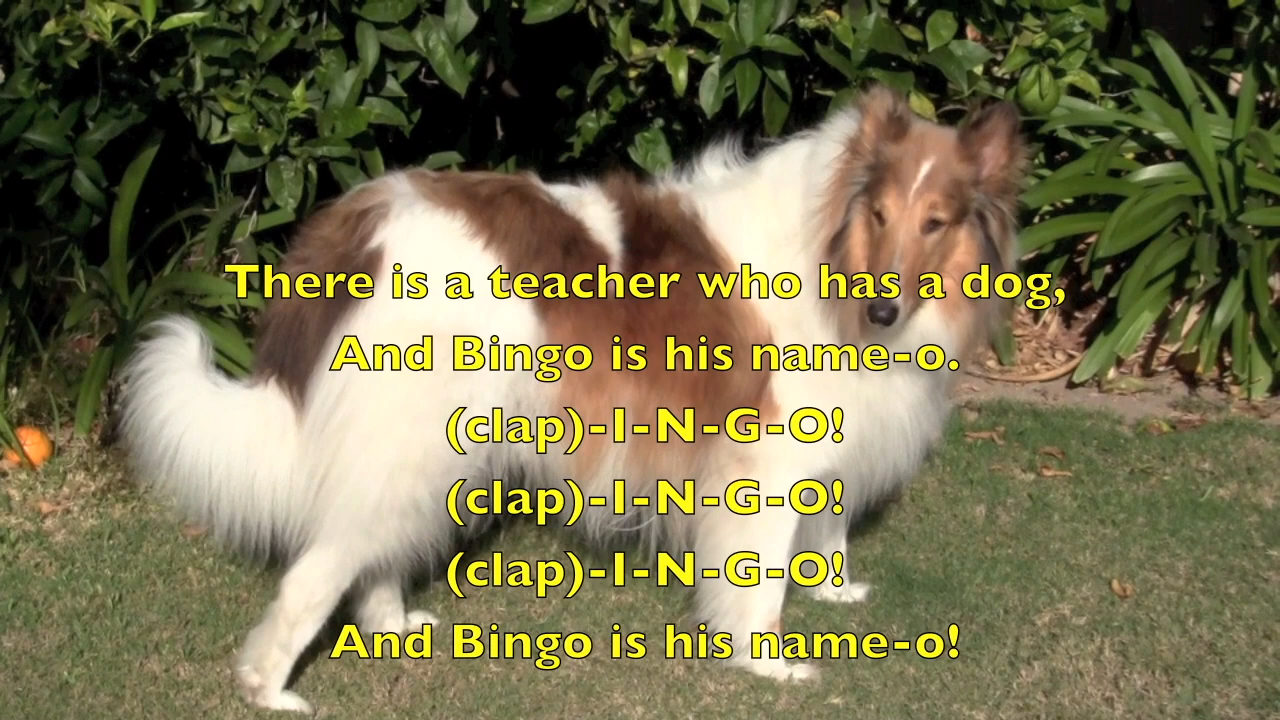 There is a teacher who has a dog,
And Bingo is his name-o.
(clap)-I-N-G-O!
(clap)-I-N-G-O!
(clap)-I-N-G-O!
And Bingo is his name-o!